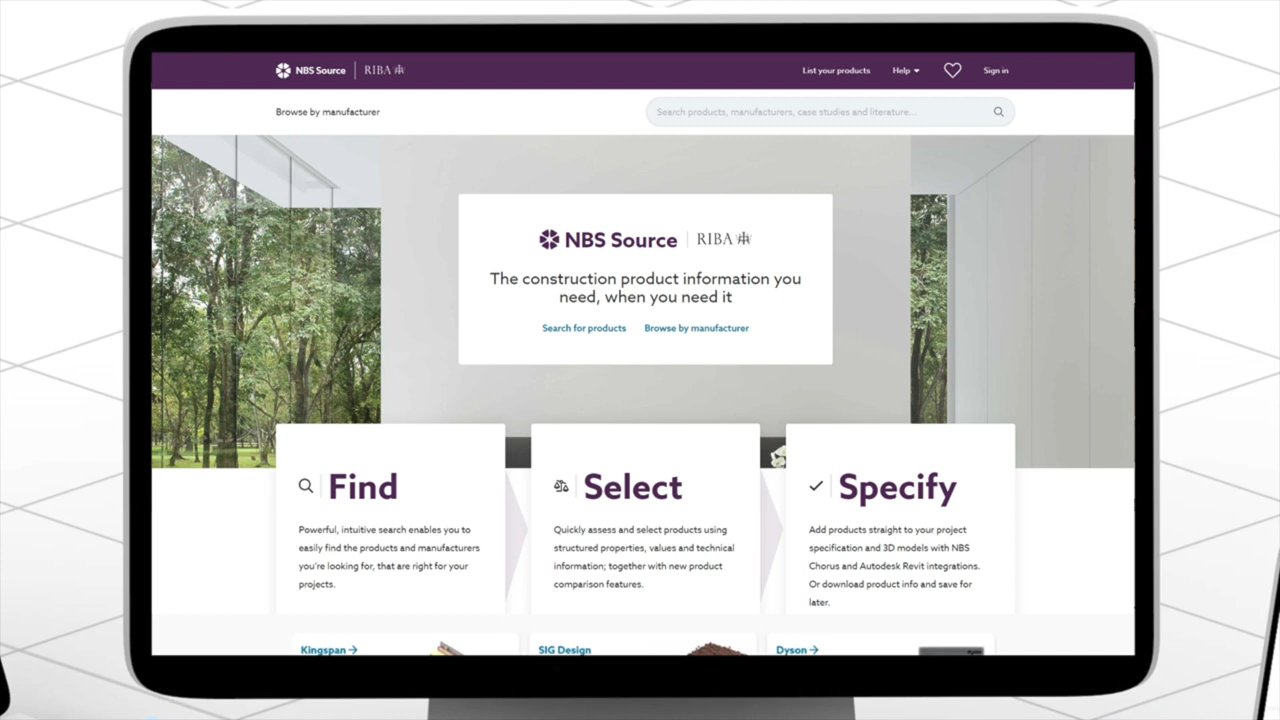 NBS Source RIBA
List your products Help Sign in
Browse by manufacturer
Search products, manufacturers, case studies and literature...
NBS Source RIBA
The construction product information you
need, when you need it
Search for products Browse by manufacturer
Find
Powerful, intuitive search enables you to
easily find the products and manufacturers
you're looking for, that are right for your
projects.
Select
Quickly assess and select products using
structured properties, values and technical
information; together with new product
comparison features.
Specify
Add products straight to your project
specification and 3D models with NBS
Chorus and Autodesk Revit integrations.
Or download product info and save for
later.
Kingspan
SIG Design
Dyson